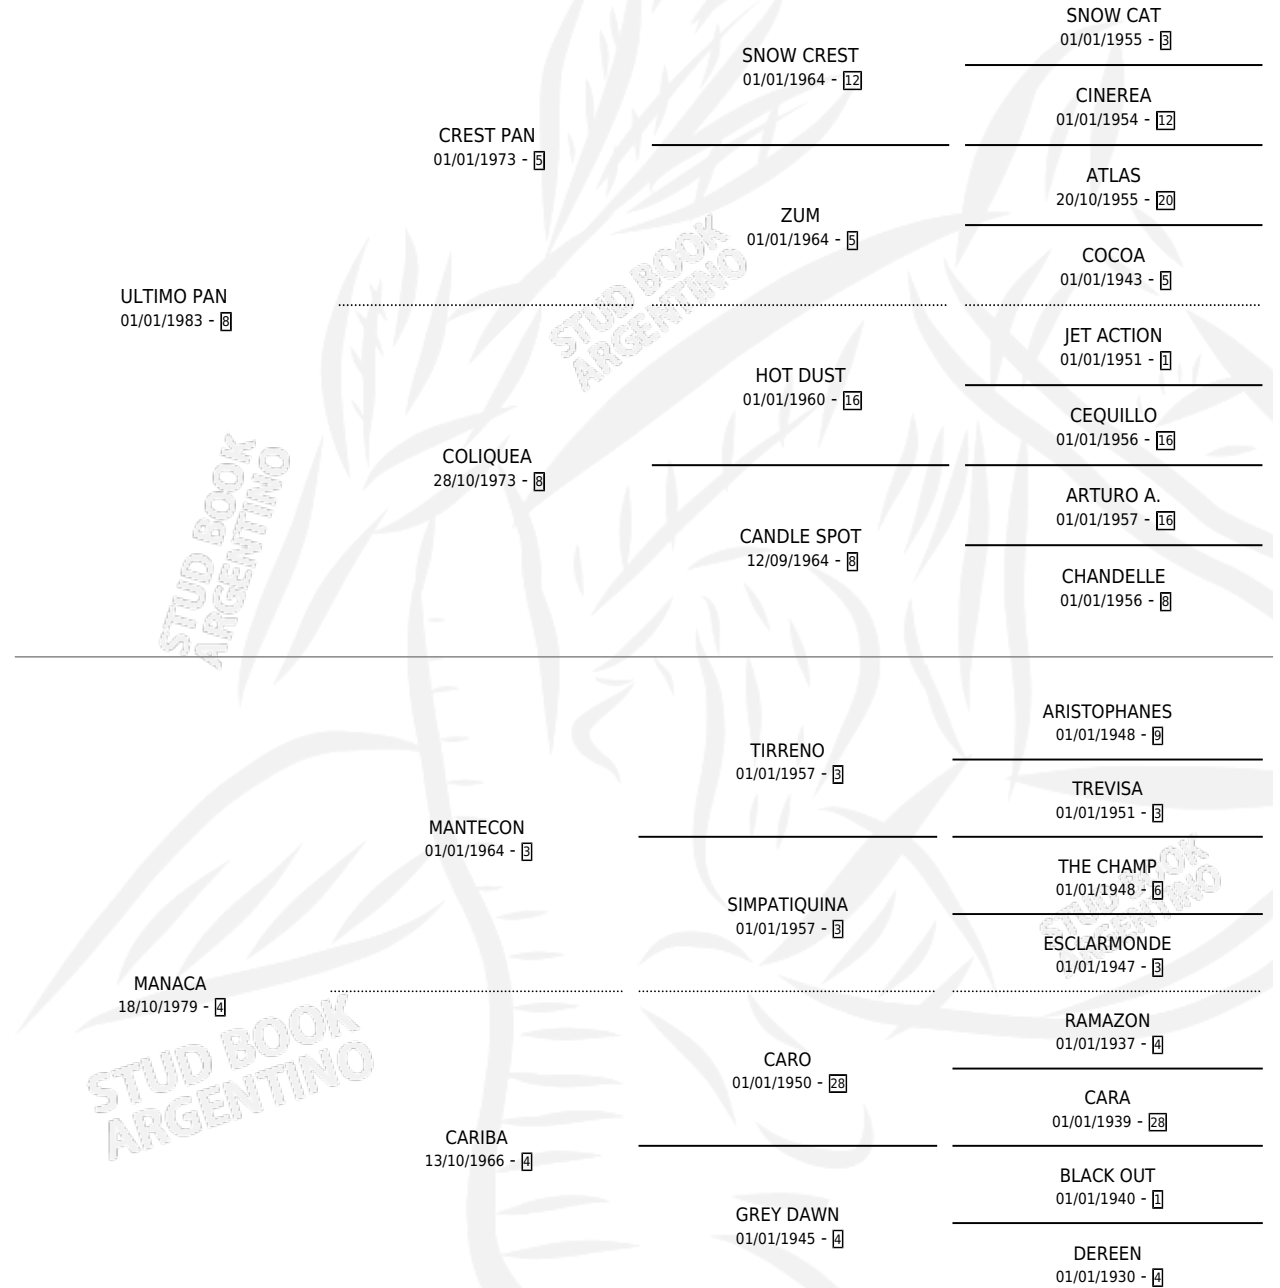 SNOW CAT
01/01/1955 - 3
SNOW CREST
01/01/1964 - 12
CINEREA
01/01/1954 - 12
CREST PAN
01/01/1973 - 5
ATLAS
20/10/1955 - 20
ZUM
01/01/1964 - 5
COCOA
01/01/1943 - 5
ULTIMO PAN
01/01/1983 - 8
JET ACTION
01/01/1951 - 1
HOT DUST
01/01/1960 - 16
CEQUILLO
01/01/1956 - 16
COLIQUEA
28/10/1973 - 8
ARTURO A.
01/01/1957 - 16
CANDLE SPOT
12/09/1964 - 8
CHANDELLE
01/01/1956 - 8
ARISTOPHANES
01/01/1948 - 9
TIRRENO
01/01/1957 - 3
TREVISA
01/01/1951 - 3
MANTECON
01/01/1964 - 3
THE CHAMP
01/01/1948 - 6
SIMPATIQUINA
01/01/1957 - 3
ESCLARMONDE
01/01/1947 - 3
MANACA
18/10/1979 - 4
RAMAZON
01/01/1937 - 4
CARO
01/01/1950 - 28
CARA
01/01/1939 - 28
CARIBA
13/10/1966 - 4
BLACK OUT
01/01/1940 - 1
GREY DAWN
01/01/1945 - 4
DEREEN
01/01/1930 - 4
STUD BOOK
ARGENTINO
STUD BOOK
ARGENTINO
STUD BOOK
ARGENTINO
STUD BOOK
ARGENTINO